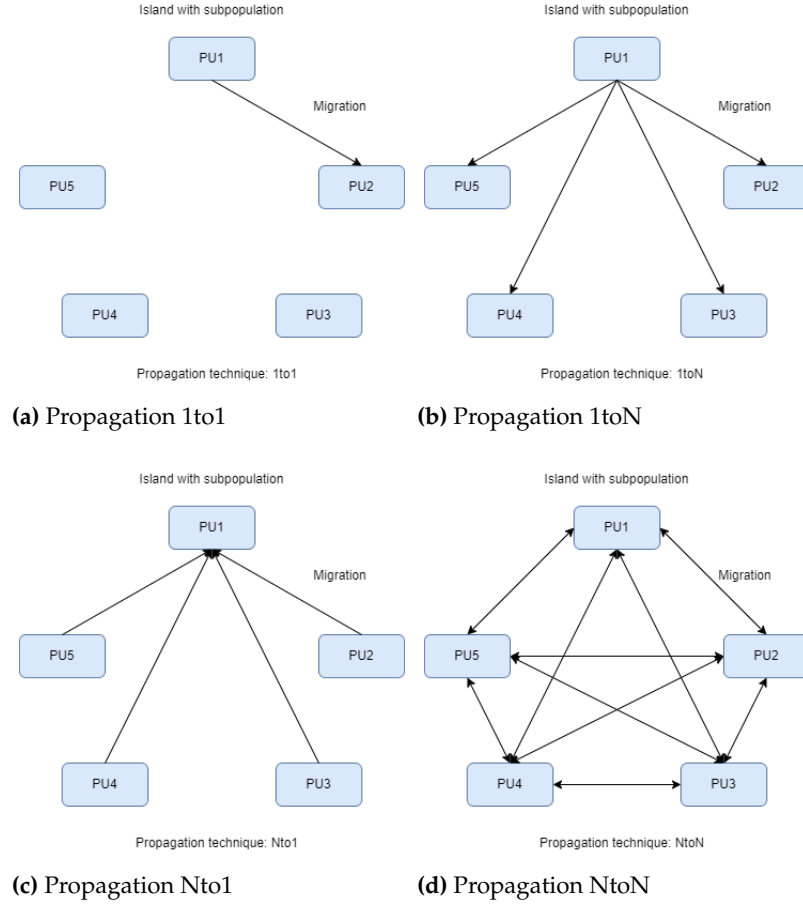 Island with subpopulation
PU1
Migration
PU5
PU2
PU4
PU3
Propagation technique: 1to1
(a) Propagation 1to1
Island with subpopulation
PU1
Migration
PU5
PU2
PU4
PU3
Propagation technique: 1toN
(b) Propagation 1toN
Island with subpopulation
PU1
Migration
PU5
PU2
PU4
PU3
Propagation technique: Nto1
(c) Propagation Nto1
Island with subpopulation
PU1
Migration
PU5
PU2
PU4
PU3
Propagation technique: NtoN
(d) Propagation NtoN